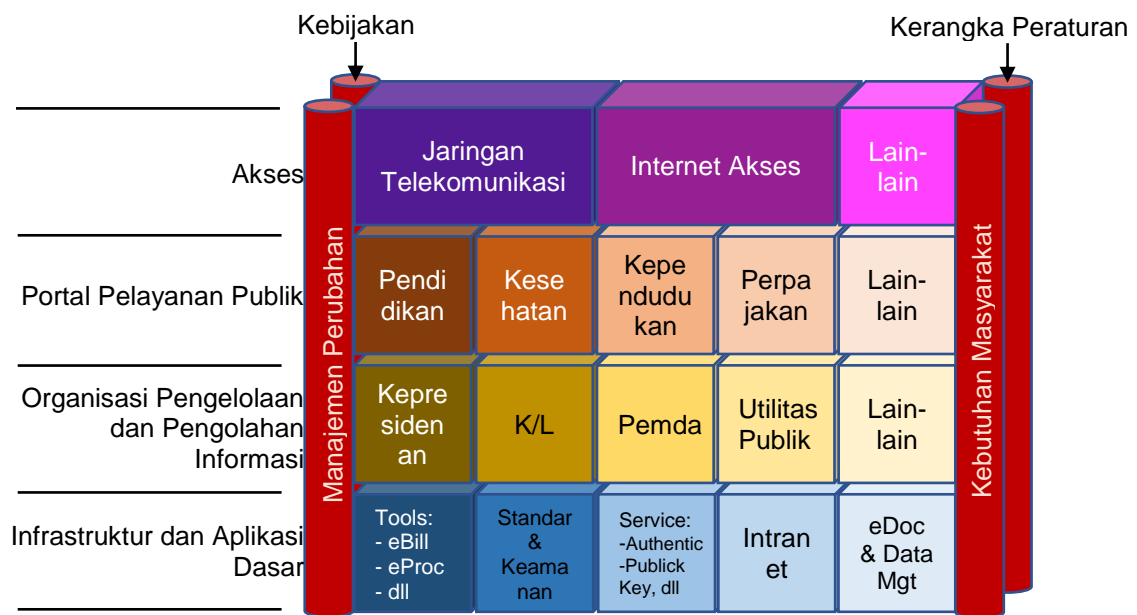 Kebijakan
Kerangka Peraturan
Akses
Jaringan
Telekomunikasi
Internet Akses
Lain-
lain
Portal Pelayanan Publik
Pendi
dikan
Kese
hatan
Kepe
ndudu
kan
Perpa
jakan
Lain-
lain
Organisasi Pengelolaan
dan Pengolahan
Informasi
Kepre
siden
an
K/L
Pemda
Utilitas
Publik
Lain-
lain
Infrastruktur dan Aplikasi
Dasar
Tools:
- eBill
- eProc
- dll
Standar
&
Keama
nan
Service:
-Authentic
-Publick
Key, dll
Intran
et
eDoc
& Data
Mgt
Manajemen Perubahan
Kebutuhan Masyarakat